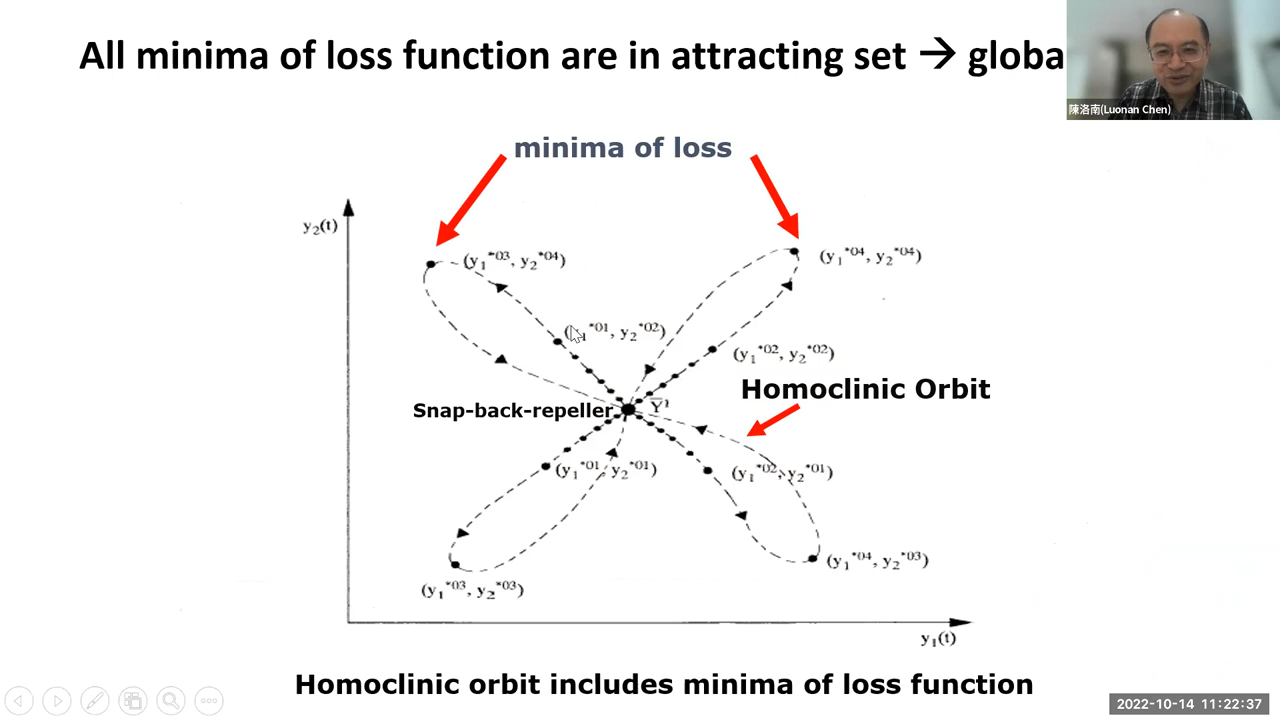 All minima of loss function are in attracting set → globa
陳洛南(Luonan Chen)
minima of loss
y₂(t)
(y₁*03, y₂*04)
(y₁*04, y₂*04)
(y₁*01, y₂*02)
(y₁*02, y₂*02)
Homoclinic Orbit
Snap-back-repeller
(y₁*01, y₂*01)
(y₁*02, y₂*01)
(y₁*04, y₂*03)
(y₁*03, y₂*03)
y₁(t)
Homoclinic orbit includes minima of loss function
2022-10-14 11:22:37